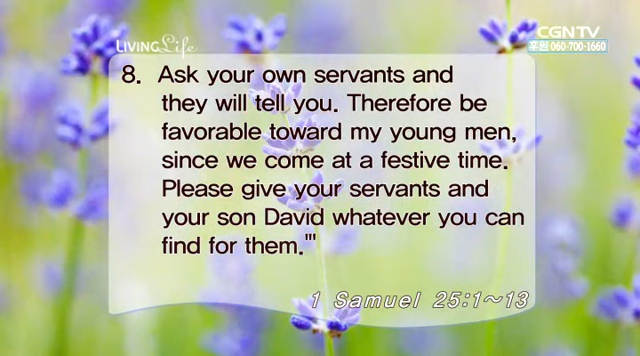 LIVING Life
CGNTV
후원 060-700-1660
8. Ask your own servants and
they will tell you. Therefore be
favorable toward my young men,
since we come at a festive time.
Please give your servants and
your son David whatever you can
find for them.'"
1 Samuel 25:1~13